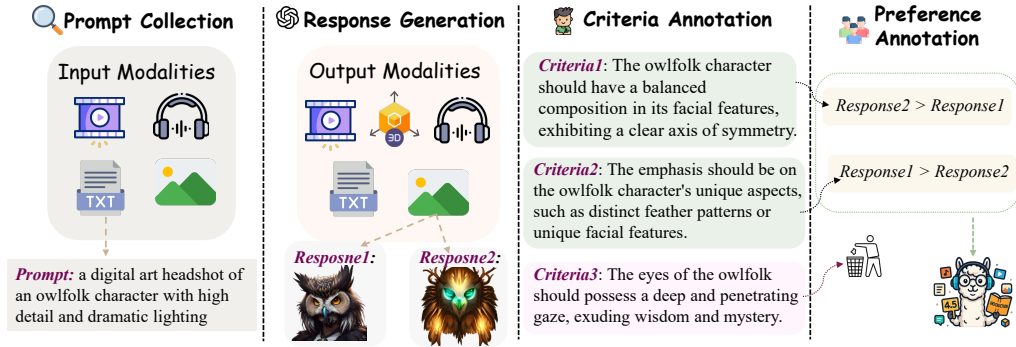 Prompt Collection
Input Modalities
TXT
Prompt: a digital art headshot of
an owlfolk character with high
detail and dramatic lighting
Response Generation
Output Modalities
3D
TXT
Resposne1:
Resposne2:
Criteria Annotation
Criteria1: The owlfolk character
should have a balanced
composition in its facial features,
exhibiting a clear axis of symmetry.
Criteria2: The emphasis should be on
the owlfolk character's unique aspects,
such as distinct feather patterns or
unique facial features.
Criteria3: The eyes of the owlfolk
should possess a deep and penetrating
gaze, exuding wisdom and mystery.
Preference
Annotation
Response2 > Response1
Response1 > Response2
4.5